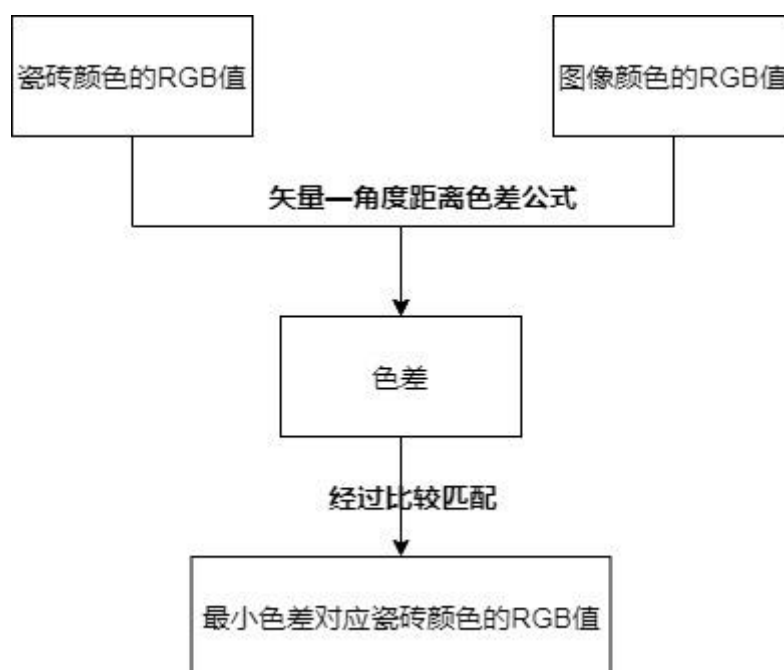 瓷砖颜色的RGB值
图像颜色的RGB值
矢量—角度距离色差公式
色差
经过比较匹配
最小色差对应瓷砖颜色的RGB值